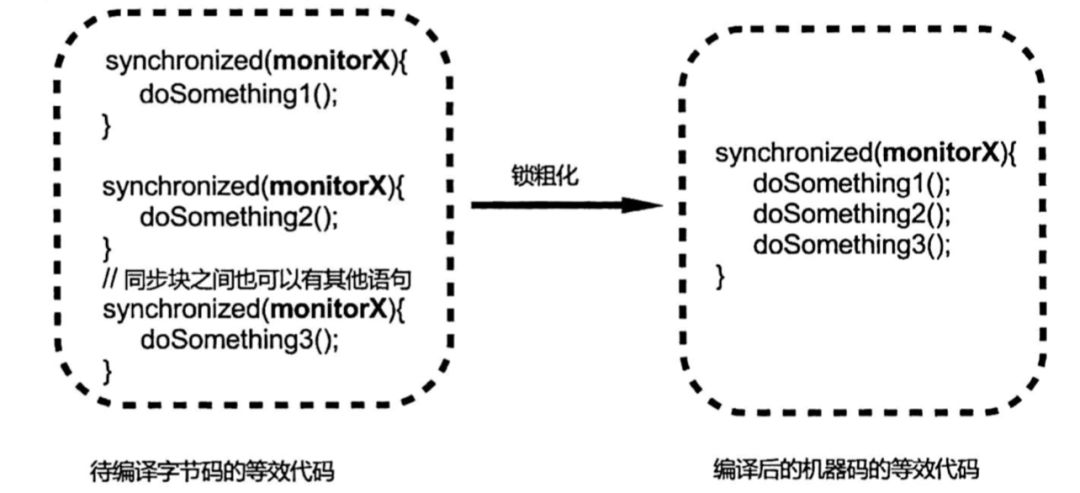 synchronized(monitorX){
doSomething1();
}
synchronized(monitorX){
doSomething2();
}
// 同步块之间也可以有其他语句
synchronized(monitorX){
doSomething3();
}
锁粗化
synchronized(monitorX){
doSomething1();
doSomething2();
doSomething3();
}
待编译字节码的等效代码
编译后的机器码的等效代码